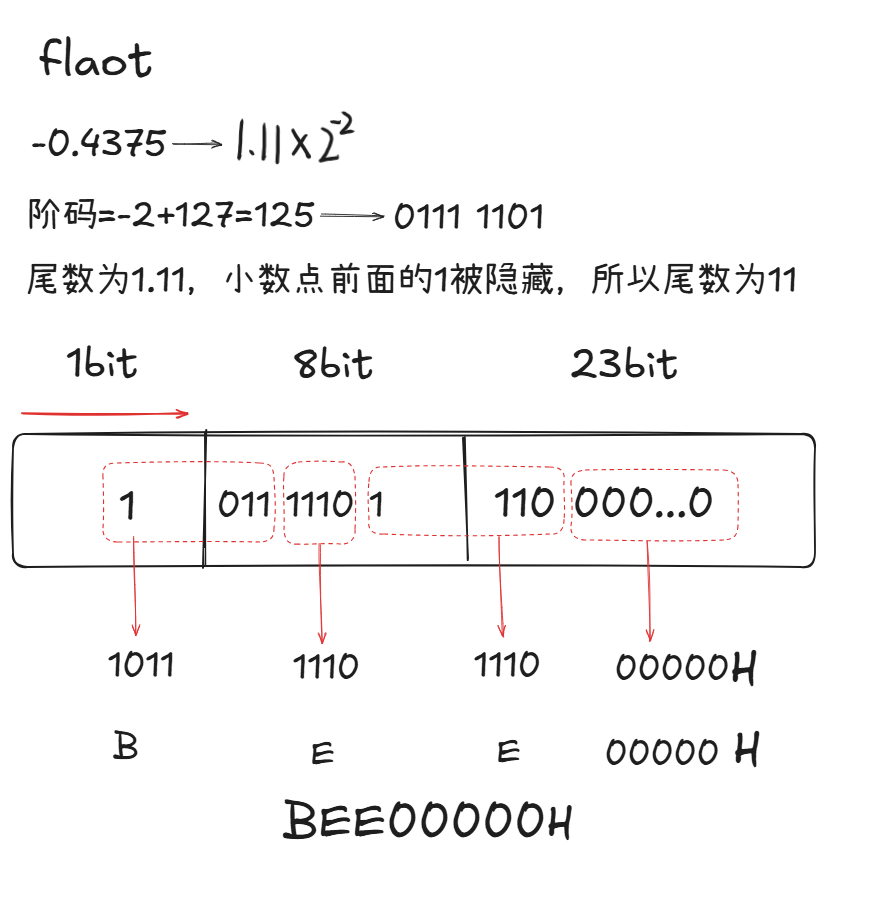 flaot
-0.4375 → 1.11 x 2^-2
阶码=-2+127=125 → 0111 1101
尾数为1.11, 小数点前面的1被隐藏, 所以尾数为11
1bit 8bit 23bit
1 011 1110 1 110 000...0
1011 1110 1110 00000H
B E E 00000 H
BEE00000H